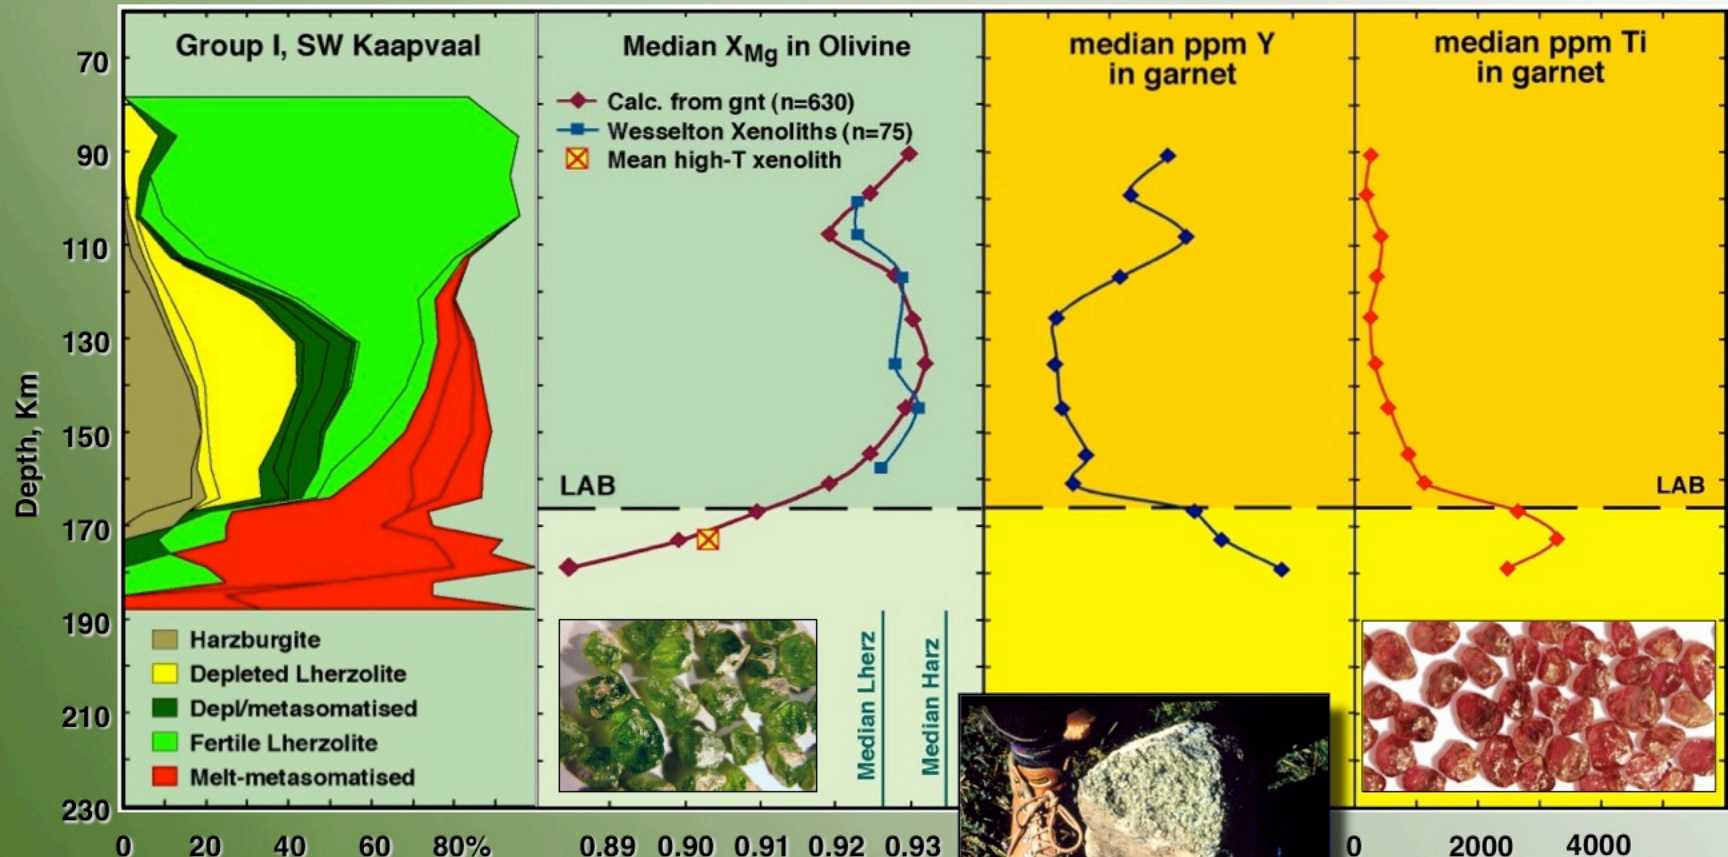 Group I, SW Kaapvaal
Median XMg in Olivine
median ppm Y
in garnet
median ppm Ti
in garnet
Calc. from gnt (n=630)
Wesselton Xenoliths (n=75)
Mean high-T xenolith
Depth, Km
70
90
110
130
150
170
190
210
230
LAB
LAB
Harzburgite
Depleted Lherzolite
Depl/metasomatised
Fertile Lherzolite
Melt-metasomatised
Median Lherz
Median Harz
0 20 40 60 80%
0.89 0.90 0.91 0.92 0.93
0 2000 4000